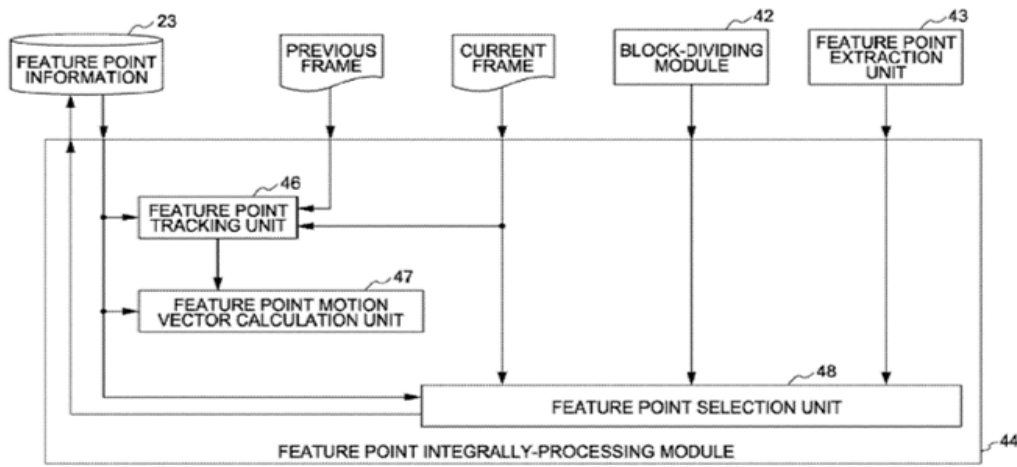 23
FEATURE POINT
INFORMATION
PREVIOUS
FRAME
CURRENT
FRAME
42
BLOCK-DIVIDING
MODULE
43
FEATURE POINT
EXTRACTION
UNIT
46
FEATURE POINT
TRACKING UNIT
47
FEATURE POINT MOTION
VECTOR CALCULATION UNIT
48
FEATURE POINT SELECTION UNIT
FEATURE POINT INTEGRALLY-PROCESSING MODULE
44